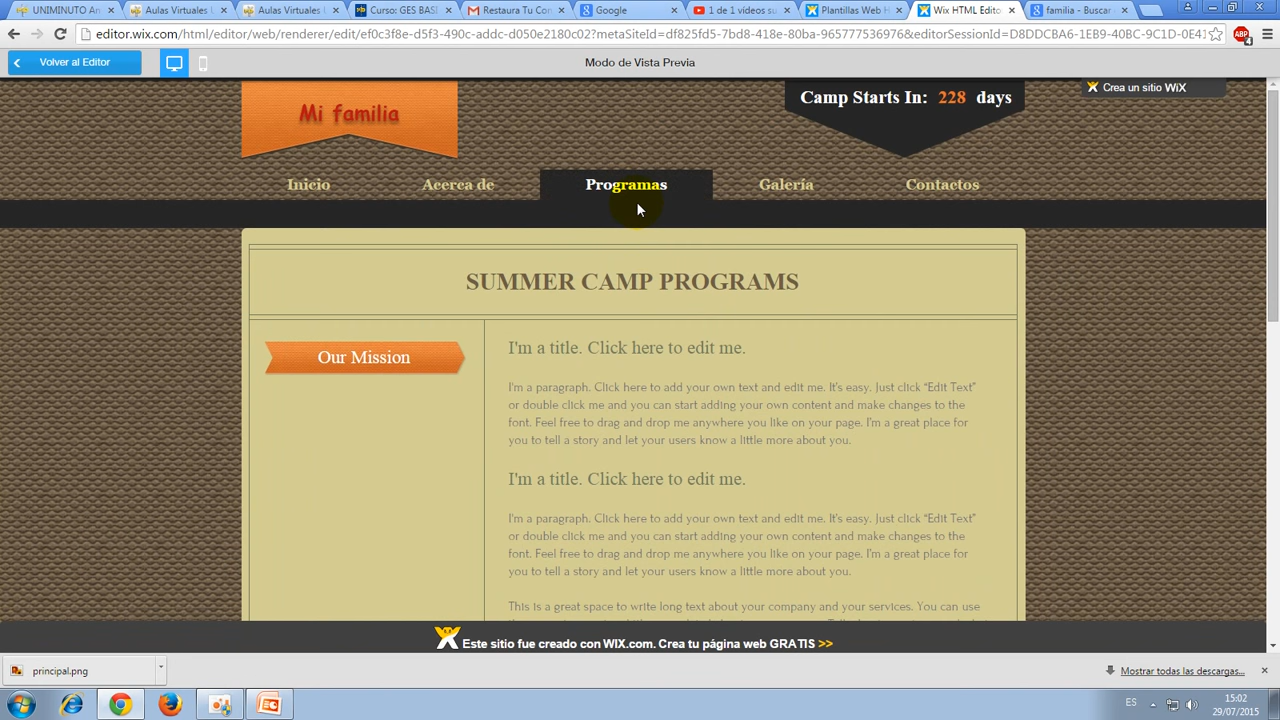 UNIMINUTO An
Aulas Virtuales U
Aulas Virtuales U
Curso: GES BASI
Restaura Tu Con
Google
1 de 1 vídeos su
Plantillas Web H
Wix HTML Edito
familia - Buscar c
editor.wix.com/html/editor/web/renderer/edit/ef0c3f8e-d5f3-490c-addc-d05062180c02?metaSiteId=df825fd5-7bd8-418e-80ba-965777536976&editorSessionId=D8DDCBA6-1EB9-40BC-9C1D-0E41
ABP
4
Volver al Editor
Modo de Vista Previa
Mi familia
Camp Starts In: 228 days
Crea un sitio WiX
Inicio
Acerca de
Programas
Galería
Contactos
SUMMER CAMP PROGRAMS
Our Mission
I'm a title. Click here to edit me.
I'm a paragraph. Click here to add your own text and edit me. It's easy. Just click “Edit Text”
or double click me and you can start adding your own content and make changes to the
font. Feel free to drag and drop me anywhere you like on your page. I'm a great place for
you to tell a story and let your users know a little more about you.
I'm a title. Click here to edit me.
I'm a paragraph. Click here to add your own text and edit me. It's easy. Just click “Edit Text”
or double click me and you can start adding your own content and make changes to the
font. Feel free to drag and drop me anywhere you like on your page. I'm a great place for
you to tell a story and let your users know a little more about you.
This is a great space to write long text about your company and your services. You can use
Este sitio fue creado con WIX.com. Crea tu página web GRATIS >>
principal.png
Mostrar todas las descargas...
ES
15:02
29/07/2015